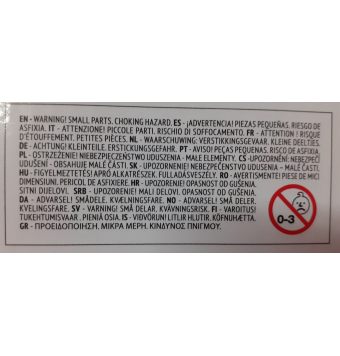 EN - WARNING! SMALL PARTS. CHOKING HAZARD. ES - ¡ADVERTENCIA! PIEZAS PEQUEÑAS. RIESGO DE
ASFIXIA. IT - ATTENZIONE! PICCOLE PARTI. RISCHIO DI SOFFOCAMENTO. FR - ATTENTION ! RISQUE
D'ÉTOUFFEMENT. PETITES PIÈCES. NL - WAARSCHUWING: VERSTIKKINGSGEVAAR. KLEINE DEELTJES.
DE - ACHTUNG! KLEINTEILE. ERSTICKUNGSGEFAHR. PT - AVISO! PEÇAS PEQUENAS. RISCO DE ASFIXIA.
PL - OSTRZEŻENIE! NIEBEZPIECZEŃSTWO UDUSZENIA - MAŁE ELEMENTY. CS - UPOZORNĚNÍ: NEBEZPEČÍ
UDUŠENÍ - OBSAHUJE MALÉ ČÁSTI. SK - UPOZORNENIE! NEBEZPEČENSTVO UDUSENIA - MALÉ ČASTI.
HU - FIGYELMEZTETÉS! APRÓ ALKATRÉSZEK. FULLADÁSVESZÉLY. RO - AVERTISMENTE! PIESE DE MICI
DIMENSIUNI. PERICOL DE ASFIXIERE. HR - UPOZORENJE! OPASNOST OD GUŠENJA.
SITNI DIJELOVI. SRB - UPOZORENJE! MALI DELOVI. OPASNOST OD GUŠENJA.
DA - ADVARSEL! SMÅDELE. KVÆLNINGSFARE. NO - ADVARSEL! SMÅ DELER.
KVELNINGSFARE. SV - VARNING! SMÅ DELAR. KVÄVNINGSRISK. FI - VAROITUS!
TUKEHTUMISVAARA. PIENIÄ OSIA. IS - VIÐVÖRUN! LITLIR HLUTIR. KÖFNUHÆTTA.
GR - ΠΡΟΕΙΔΟΠΟΙΗΣΗ. ΜΙΚΡΑ ΜΕΡΗ. ΚΙΝΔΥΝΟΣ ΠΝΙΓΜΟΥ.
0-3